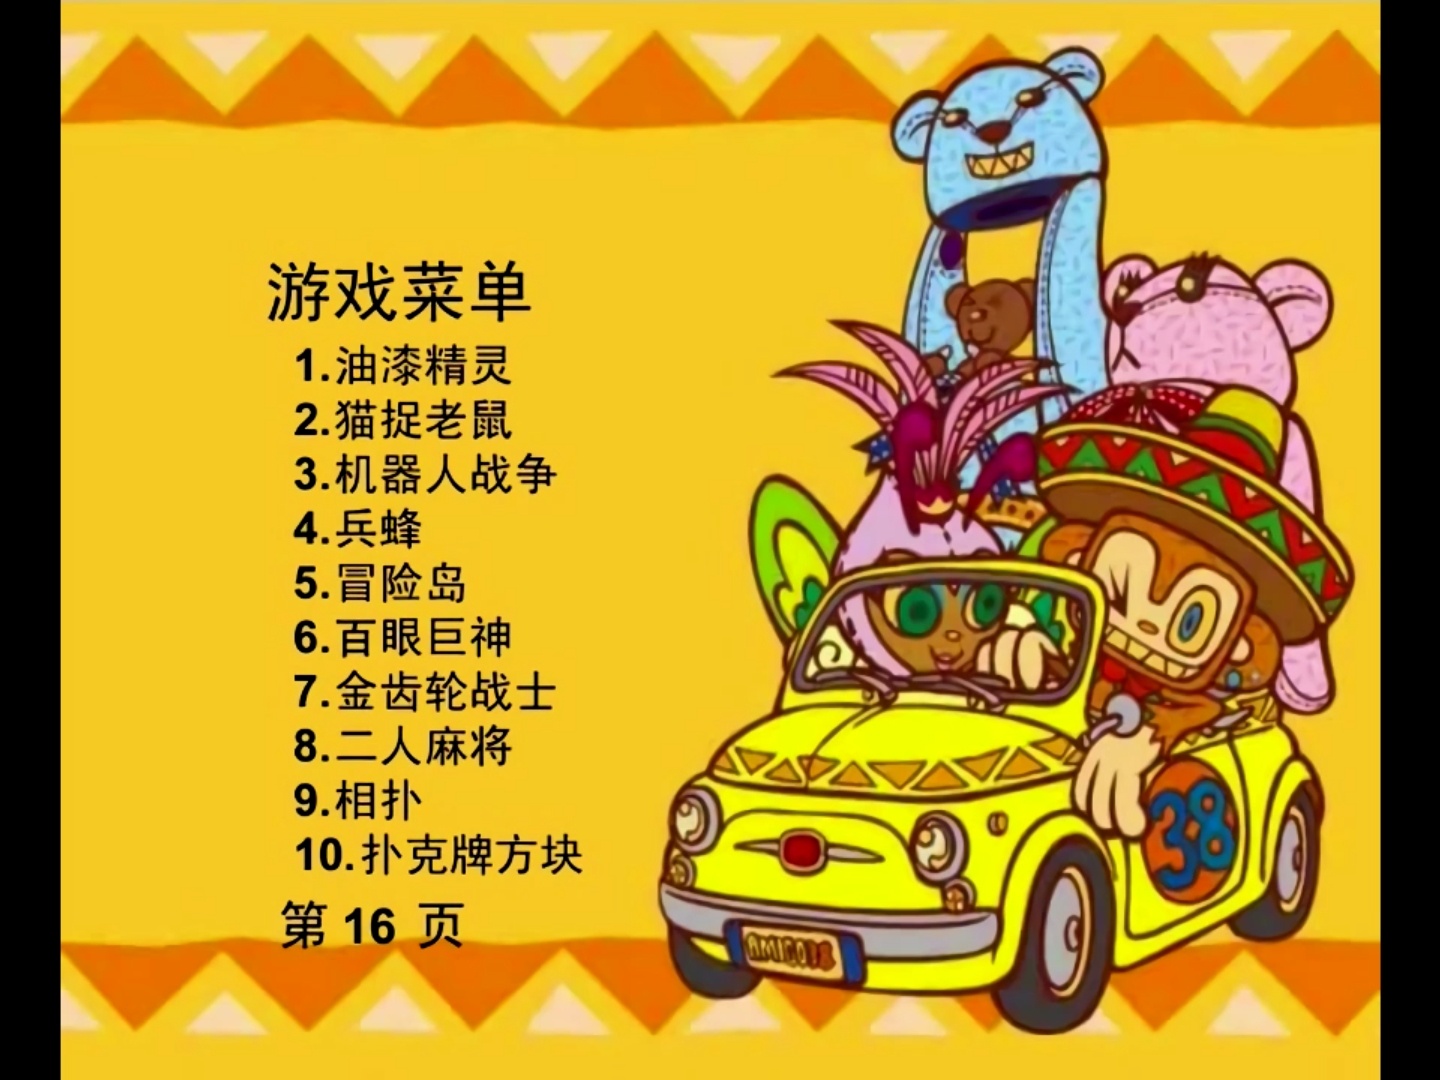 游戏菜单
1.油漆精灵
2.猫捉老鼠
3.机器人战争
4.兵蜂
5.冒险岛
6.百眼巨神
7.金齿轮战士
8.二人麻将
9.相扑
10.扑克牌方块
第 16 页
38
AMIGO38